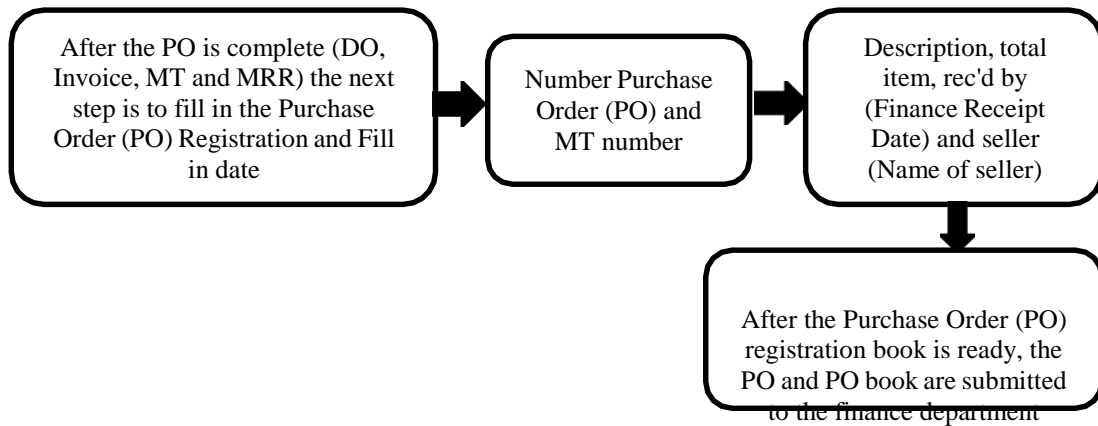 After the PO is complete (DO,
Invoice, MT and MRR) the next
step is to fill in the Purchase
Order (PO) Registration and Fill
in date
Number Purchase
Order (PO) and
MT number
Description, total
item, rec'd by
(Finance Receipt
Date) and seller
(Name of seller)
After the Purchase Order (PO)
registration book is ready, the
PO and PO book are submitted
to the finance department